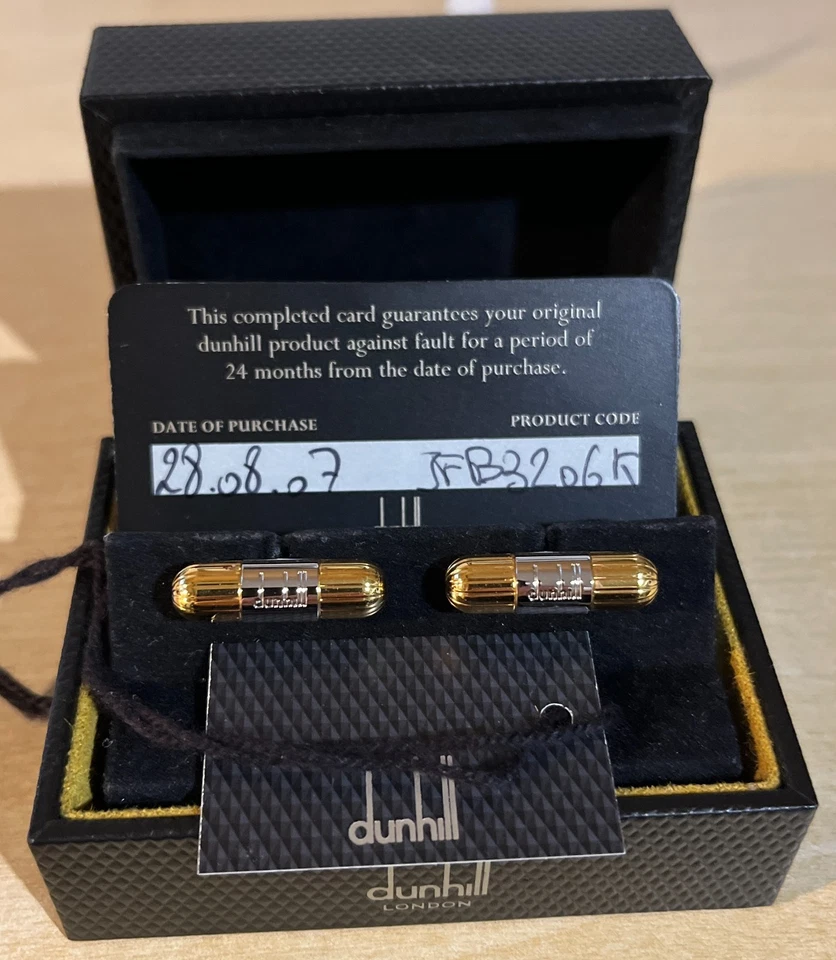 This completed card guarantees your original
dunhill product against fault for a period of
24 months from the date of purchase.
DATE OF PURCHASE PRODUCT CODE
28.08.07 JFB3206K
dunhill dunhill
dunhill
dunhill
LONDON